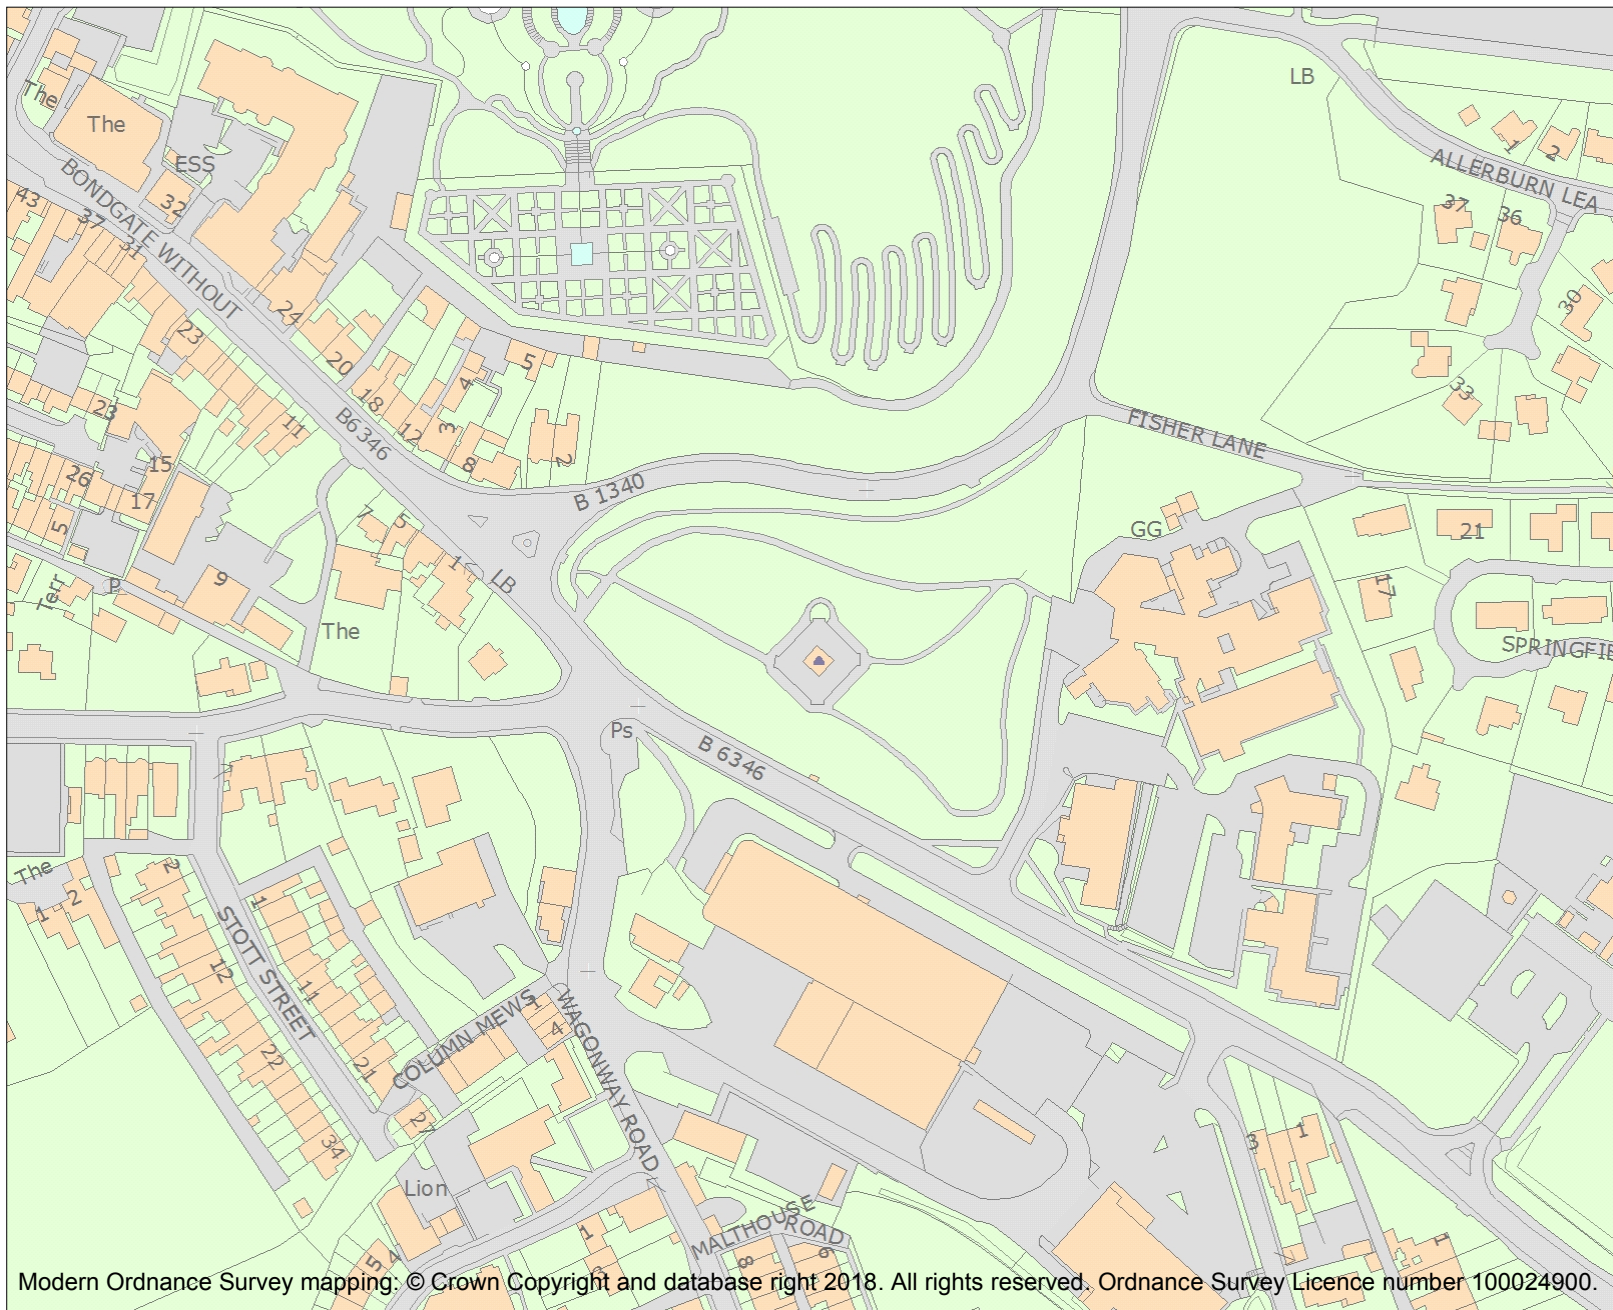 LB
The
The
ESS
32
BONDGATE WITHOUT
43
37
31
24
23
20
18
12
4
5
3
8
2
11
B6346
B 1340
ALLERBURN LEA
1
2
37
36
30
33
FISHER LANE
23
15
26
17
5
7
5
1
LB
9
P
Terr
The
GG
21
17
SPRINGFIE
Ps
B 6346
The
1
2
2
STOTT STREET
1
12
11
22
21
34
27
COLUMN MEWS
1
4
WAGONWAY ROAD
Lion
5
4
1
MALTHOUSE ROAD
8
6
3
1
1
Modern Ordnance Survey mapping: © Crown Copyright and database right 2018. All rights reserved. Ordnance Survey Licence number 100024900.